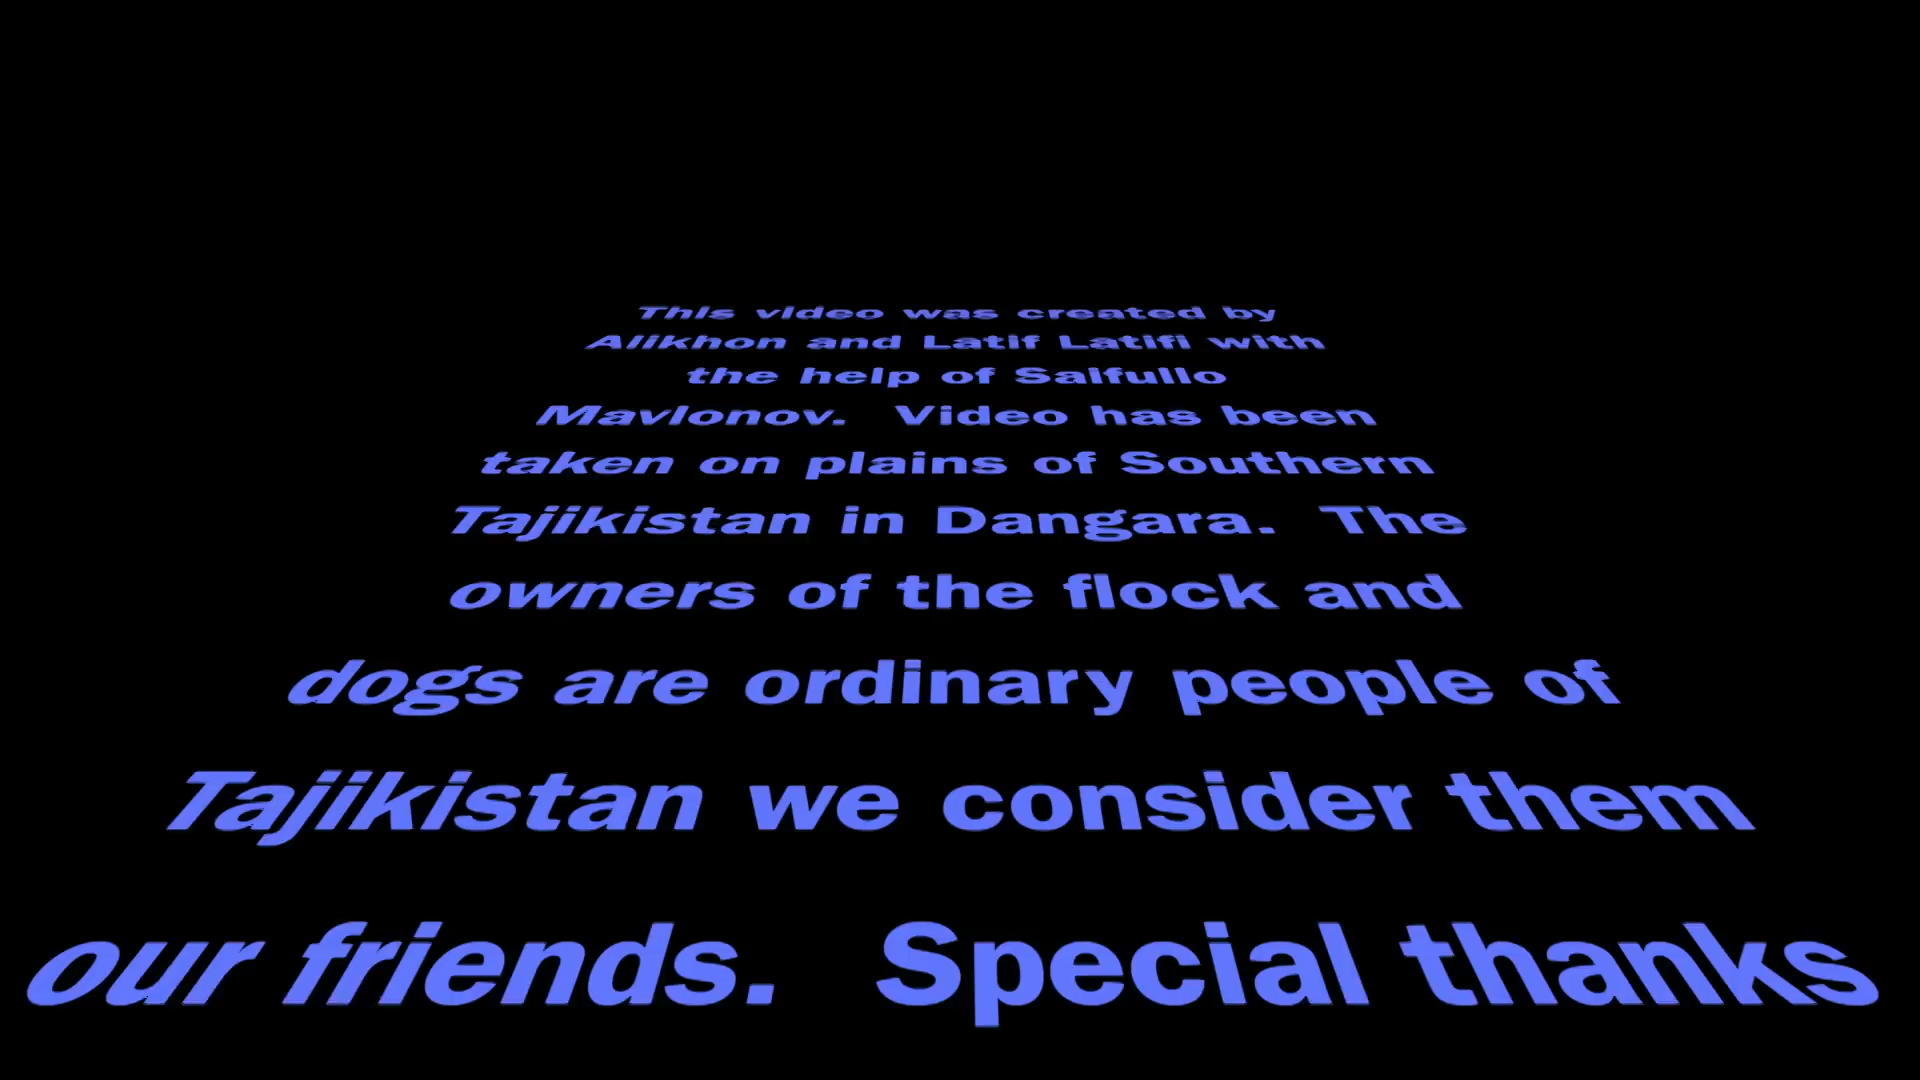 This video was created by
Alikhon and Latif Latifi with
the help of Saifullo
Mavlonov.  Video has been
taken on plains of Southern
Tajikistan in Dangara.  The
owners of the flock and
dogs are ordinary people of
Tajikistan we consider them
our friends.  Special thanks